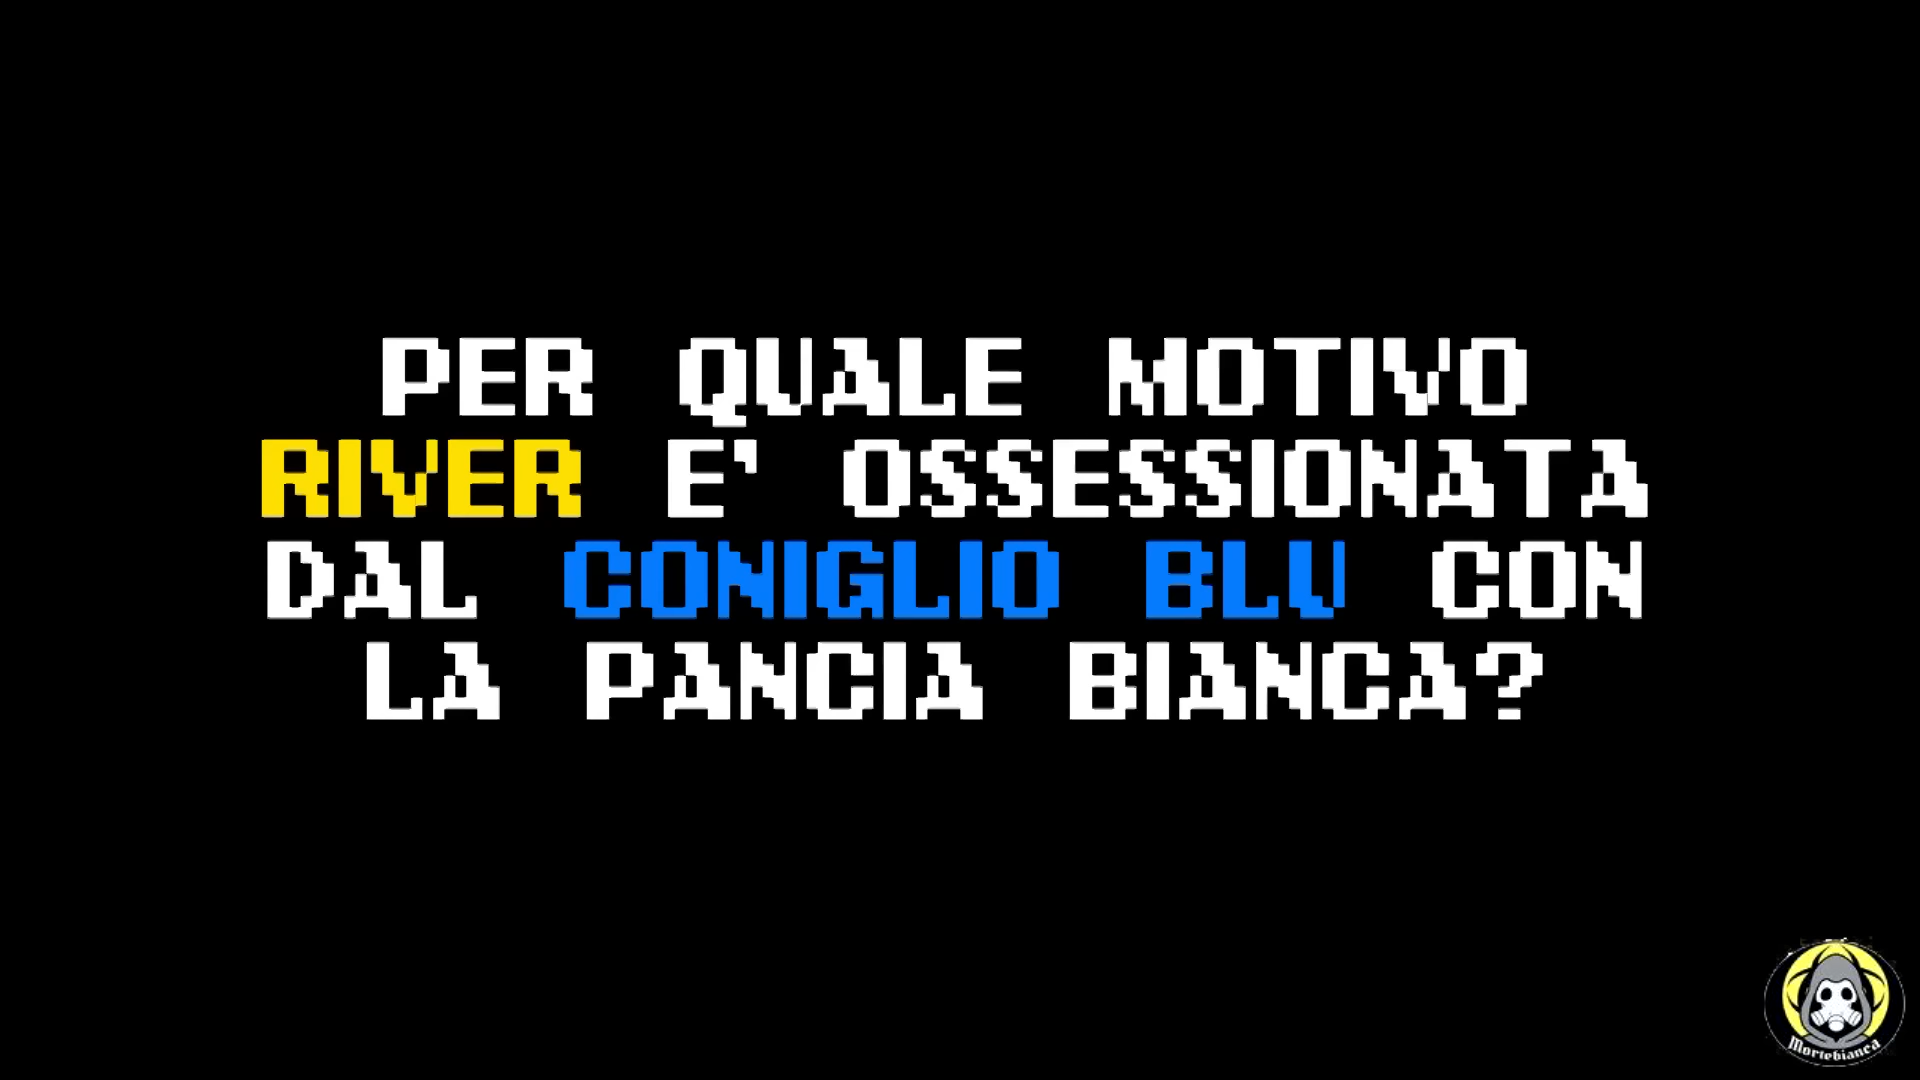 PER QUALE MOTIVO
RIVER E' OSSESSIONATA
DAL CONIGLIO BLU CON
LA PANCIA BIANCA?
Mortebianca